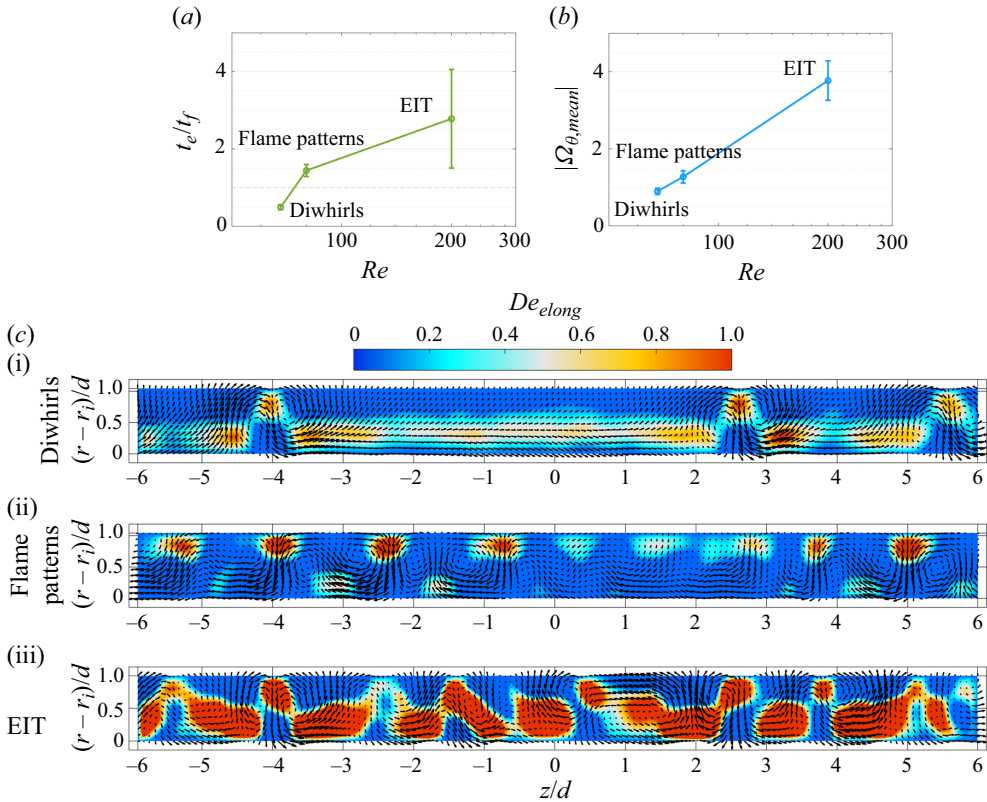 (a)
(b)
4
2
0
t_e/t_f
EIT
Flame patterns
Diwhirls
100
200
300
Re
4
2
0
|Ω_{θ,mean}|
EIT
Flame patterns
Diwhirls
100
200
300
Re
De_{elong}
(c)
0 0.2 0.4 0.6 0.8 1.0
(i)
Diwhirls
(r – r_i)/d
1.0
0.5
0
–6 –5 –4 –3 –2 –1 0 1 2 3 4 5 6
(ii)
Flame
patterns
(r – r_i)/d
1.0
0.5
0
–6 –5 –4 –3 –2 –1 0 1 2 3 4 5 6
(iii)
EIT
(r – r_i)/d
1.0
0.5
0
–6 –5 –4 –3 –2 –1 0 1 2 3 4 5 6
z/d